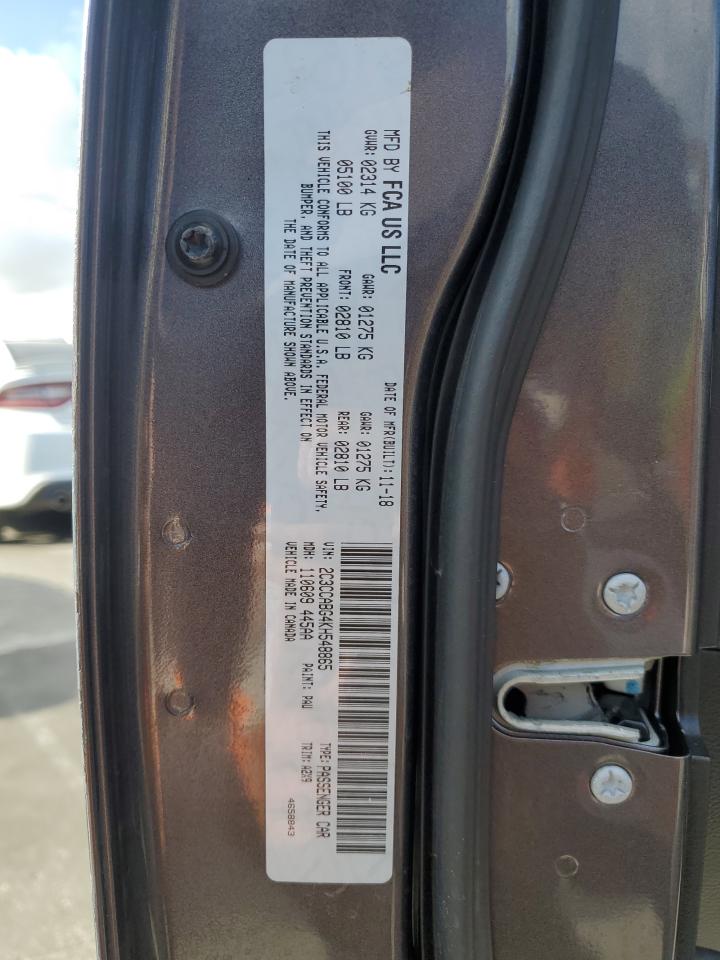 MFD BY FCA US LLC
DATE OF MFR(BUILT): 11-18
GVWR: 02314 KG GAWR: 01275 KG GAWR: 01275 KG
05100 LB FRONT: 02810 LB REAR: 02810 LB
THIS VEHICLE CONFORMS TO ALL APPLICABLE U.S.A. FEDERAL MOTOR VEHICLE SAFETY,
BUMPER, AND THEFT PREVENTION STANDARDS IN EFFECT ON
THE DATE OF MANUFACTURE SHOWN ABOVE.
VIN: 2C3CCABG4KH548865 TYPE: PASSENGER CAR
MDH: 110609 445AA PAINT: PAU TRIM: A2X9
VEHICLE MADE IN CANADA 4658843